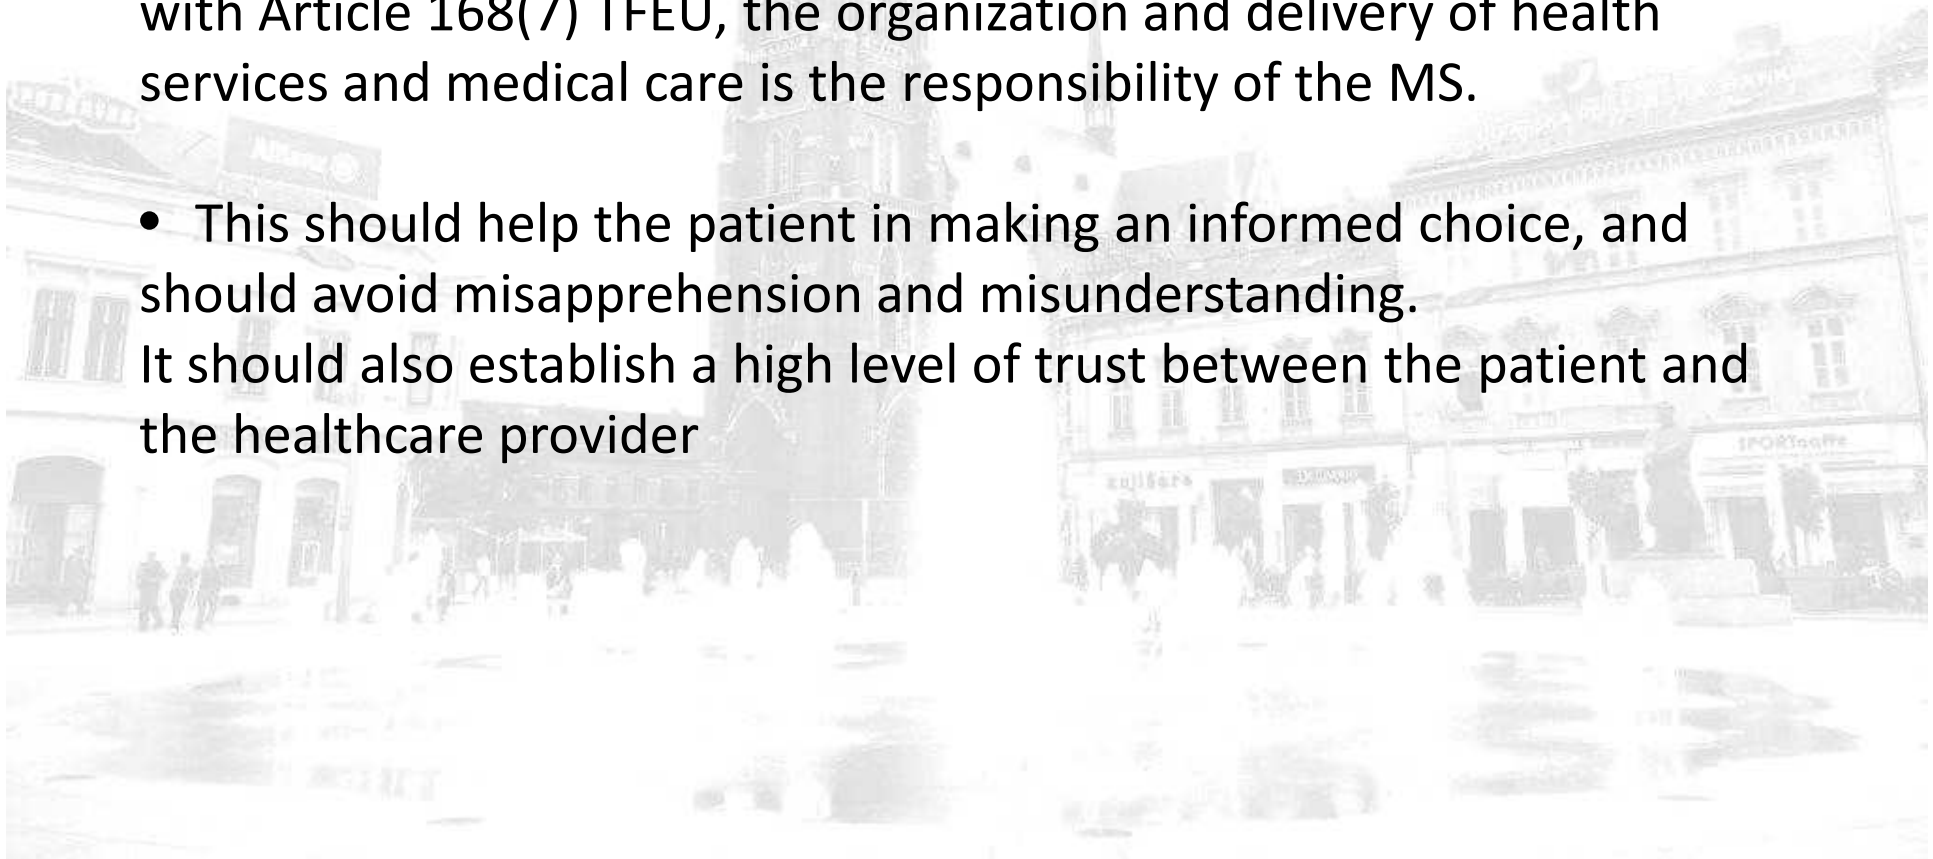 with Article 168(7) TFEU, the organization and delivery of health
services and medical care is the responsibility of the MS.
Allianz
• This should help the patient in making an informed choice, and
should avoid misapprehension and misunderstanding.
It should also establish a high level of trust between the patient and
the healthcare provider